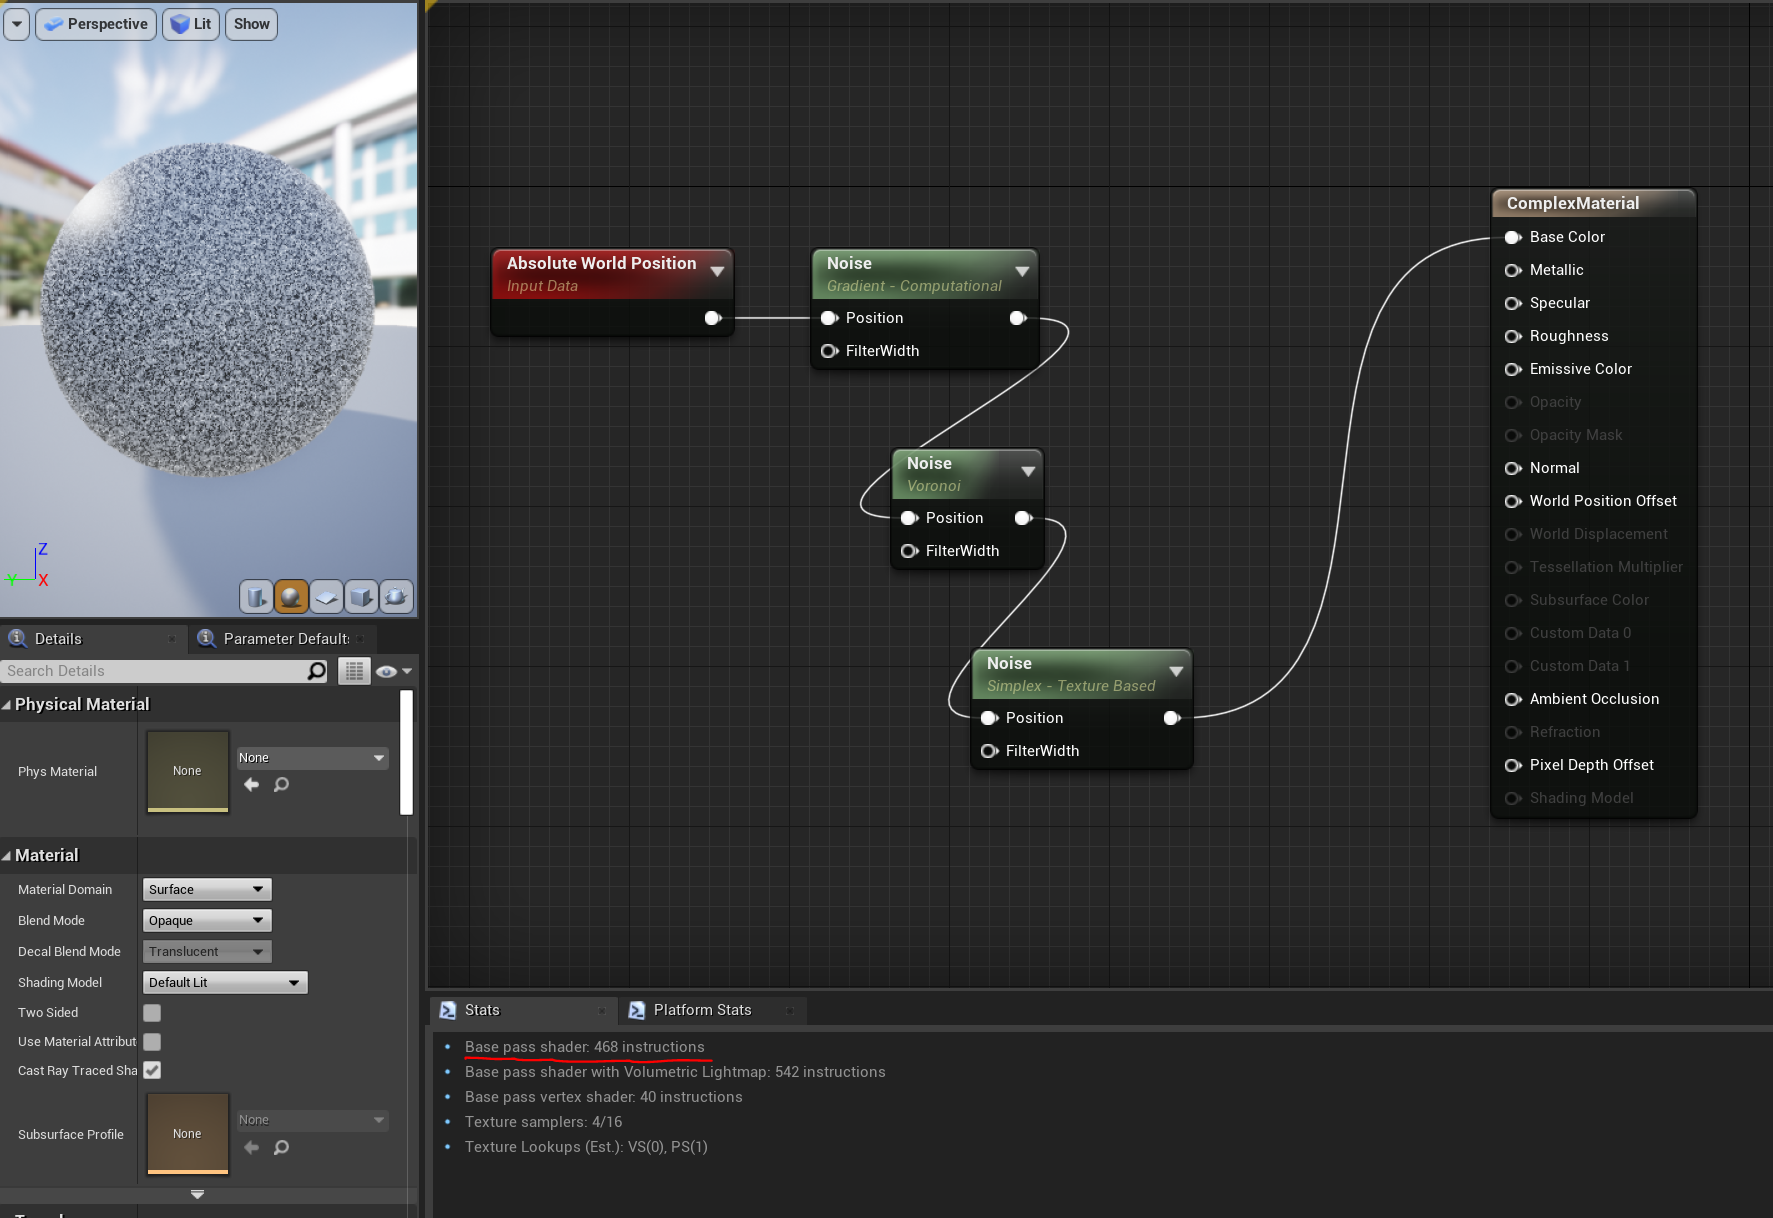 Perspective
Lit
Show
Z
Y
X
Details
Parameter Default
Search Details
Physical Material
Phys Material
None
None
Material
Material Domain
Surface
Blend Mode
Opaque
Decal Blend Mode
Translucent
Shading Model
Default Lit
Two Sided
Use Material Attribut
Cast Ray Traced Sha
Subsurface Profile
None
None
Absolute World Position
Input Data
Noise
Gradient - Computational
Position
FilterWidth
Noise
Voronoi
Position
FilterWidth
Noise
Simplex - Texture Based
Position
FilterWidth
ComplexMaterial
Base Color
Metallic
Specular
Roughness
Emissive Color
Opacity
Opacity Mask
Normal
World Position Offset
World Displacement
Tessellation Multiplier
Subsurface Color
Custom Data 0
Custom Data 1
Ambient Occlusion
Refraction
Pixel Depth Offset
Shading Model
Stats
Platform Stats
Base pass shader: 468 instructions
Base pass shader with Volumetric Lightmap: 542 instructions
Base pass vertex shader: 40 instructions
Texture samplers: 4/16
Texture Lookups (Est.): VS(0), PS(1)